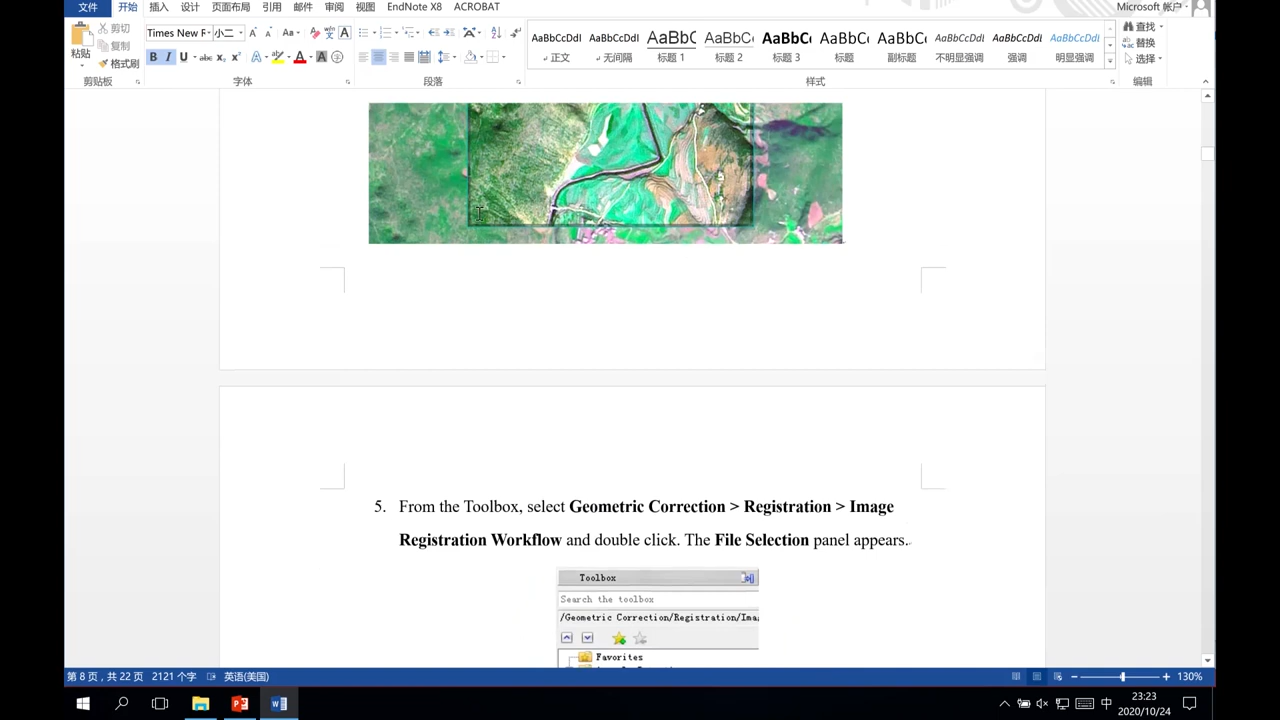 文件 开始 插入 设计 页面布局 引用 邮件 审阅 视图 EndNote X8 ACROBAT Microsoft 帐户
剪切
复制
格式刷
粘贴
Times New F 小二
AaBbCcDdI AaBbCcDdI AaBbC AaBbC AaBbC AaBbC AaBbC AaBbCcDdI AaBbCcDdI AaBbCcDdI
正文 无间隔 标题 1 标题 2 标题 3 标题 副标题 不明显强调 强调 明显强调
查找
替换
选择
剪贴板 字体 段落 样式 编辑
5. From the Toolbox, select Geometric Correction > Registration > Image
Registration Workflow and double click. The File Selection panel appears.
Toolbox
Search the toolbox
/Geometric Correction/Registration/Ima
Favorites
第 8 页，共 22 页 2121 个字 英语(美国) 130%
中
23:23
2020/10/24